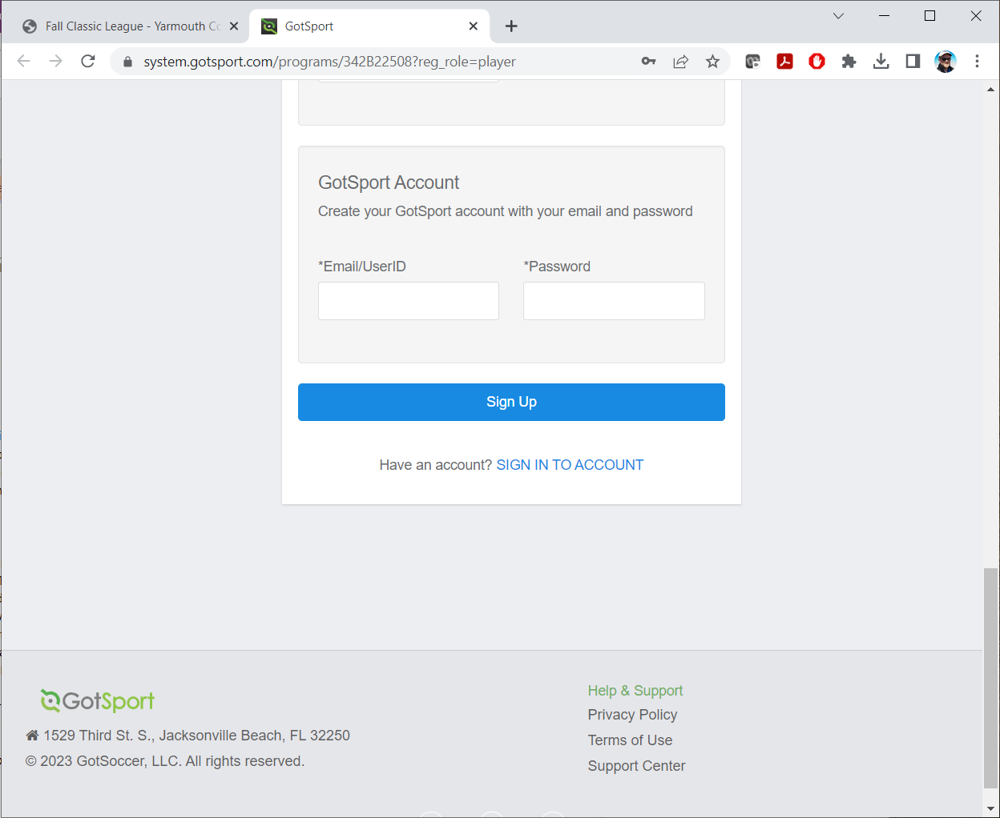 Fall Classic League - Yarmouth Co
GotSport
system.gotsport.com/programs/342B22508?reg_role=player
GotSport Account
Create your GotSport account with your email and password
*Email/UserID
*Password
Sign Up
Have an account? SIGN IN TO ACCOUNT
GotSport
1529 Third St. S., Jacksonville Beach, FL 32250
© 2023 GotSoccer, LLC. All rights reserved.
Help & Support
Privacy Policy
Terms of Use
Support Center